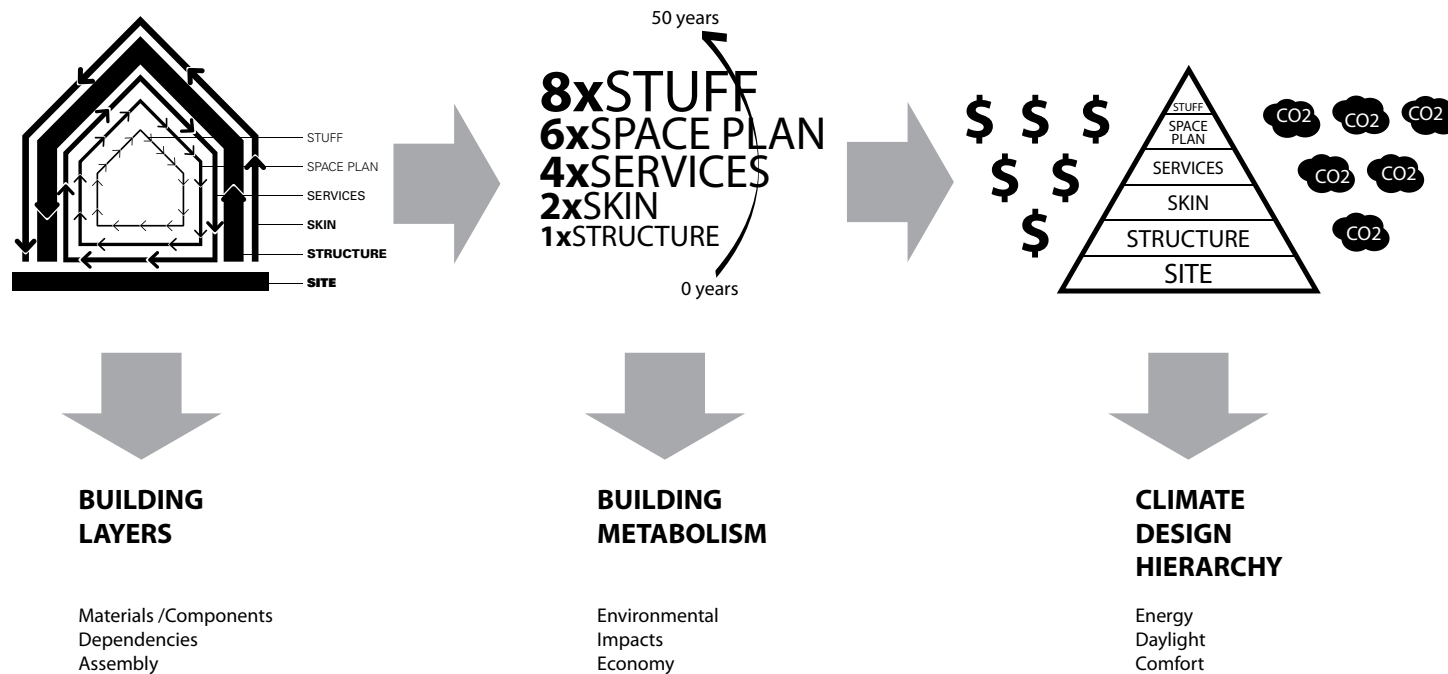 STUFF
SPACE PLAN
SERVICES
SKIN
STRUCTURE
SITE
50 years
8xSTUFF
6xSPACE PLAN
4xSERVICES
2xSKIN
1xSTRUCTURE
0 years
$ $ $
$ $
$
STUFF
SPACE
PLAN
SERVICES
SKIN
STRUCTURE
SITE
CO2 CO2 CO2
CO2 CO2
CO2
BUILDING
LAYERS
Materials /Components
Dependencies
Assembly
BUILDING
METABOLISM
Environmental
Impacts
Economy
CLIMATE
DESIGN
HIERARCHY
Energy
Daylight
Comfort